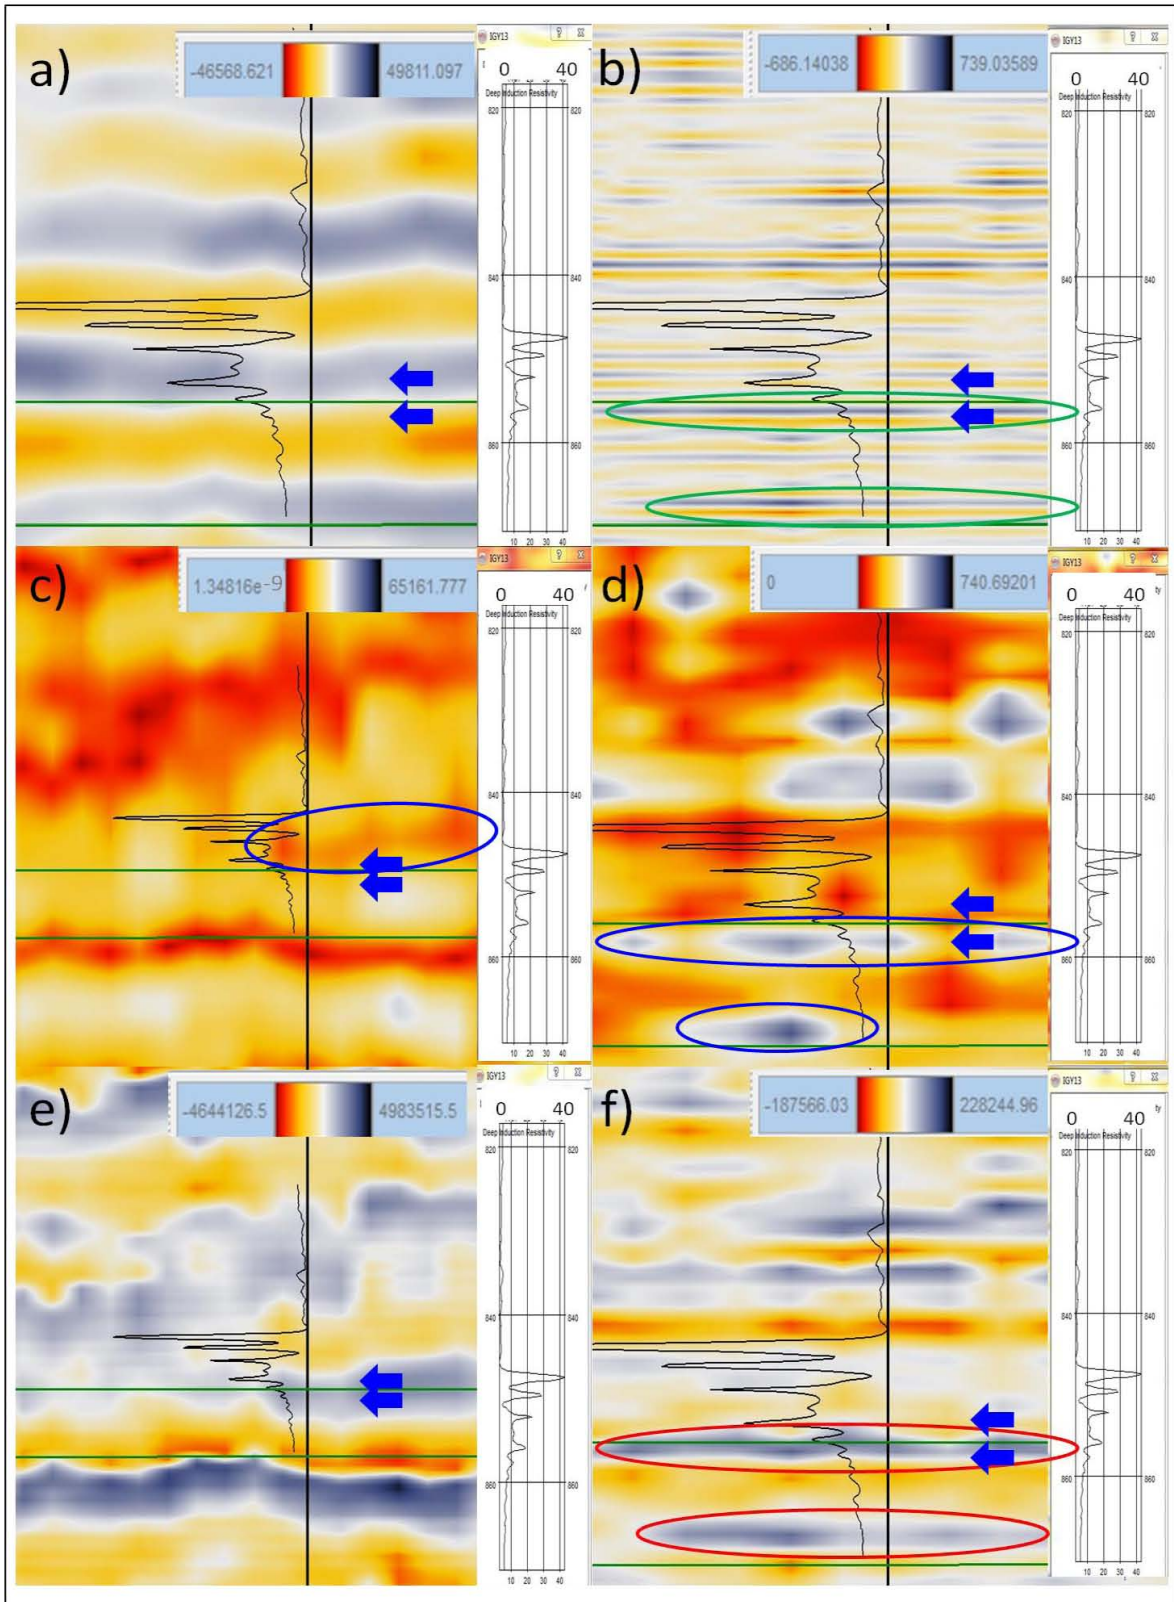 a)
-46568.621 49811.097
IGY13
0 40
Deep Induction Resistivity
820 820
840 840
860 860
10 20 30 40
b)
-686.14038 739.03589
IGY13
0 40
Deep Induction Resistivity
820 820
840 840
860 860
10 20 30 40
c)
1.34816e-9 65161.777
IGY13
0 40
Deep Induction Resistivity
820 820
840 840
860 860
10 20 30 40
d)
0 740.69201
IGY13
0 40
ty
Deep Induction Resistivity
820 820
840 840
860 860
10 20 30 40
e)
-4644126.5 4983515.5
IGY13
0 40
Deep Induction Resistivity
820 820
840 840
860 860
10 20 30 40
f)
-187566.03 228244.96
IGY13
0 40
ty
Deep Induction Resistivity
820 820
840 840
860 860
10 20 30 40